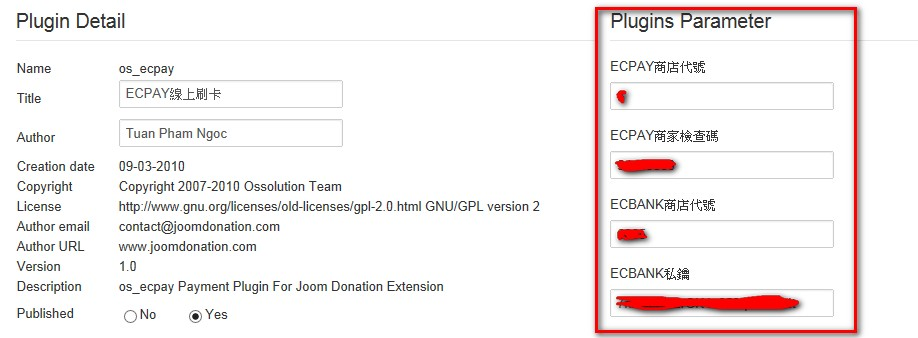 Plugin Detail
Name os_ecpay
Title ECPAY線上刷卡
Author Tuan Pham Ngoc
Creation date 09-03-2010
Copyright Copyright 2007-2010 Ossolution Team
License http://www.gnu.org/licenses/old-licenses/gpl-2.0.html GNU/GPL version 2
Author email contact@joomdonation.com
Author URL www.joomdonation.com
Version 1.0
Description os_ecpay Payment Plugin For Joom Donation Extension
Published No Yes
Plugins Parameter
ECPAY商店代號
ECPAY商家檢查碼
ECBANK商店代號
ECBANK私鑰